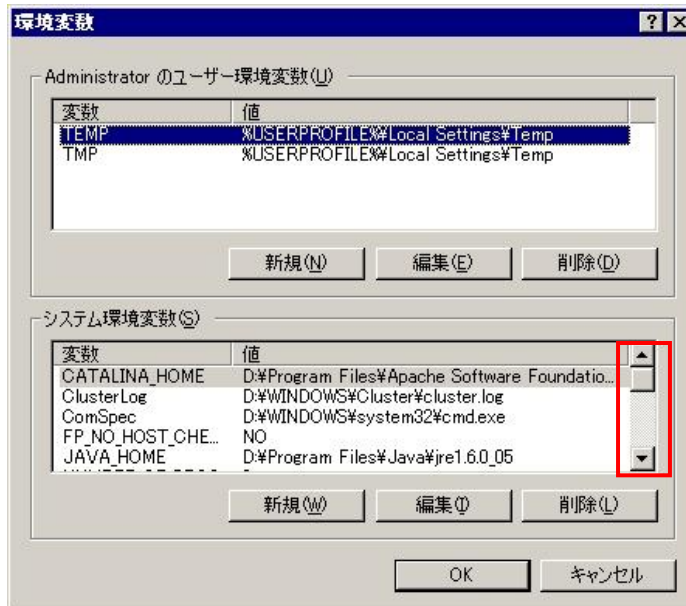 環境変数
Administrator のユーザー環境変数(U)
変数 値
TEMP %USERPROFILE%¥Local Settings¥Temp
TMP %USERPROFILE%¥Local Settings¥Temp
新規(N) 編集(E) 削除(D)
システム環境変数(S)
変数 値
CATALINA_HOME D:¥Program Files¥Apache Software Foundatio...
ClusterLog D:¥WINDOWS¥Cluster¥cluster.log
ComSpec D:¥WINDOWS¥system32¥cmd.exe
FP_NO_HOST_CHE... NO
JAVA_HOME D:¥Program Files¥Java¥jre1.6.0_05
新規(W) 編集(I) 削除(L)
OK キャンセル